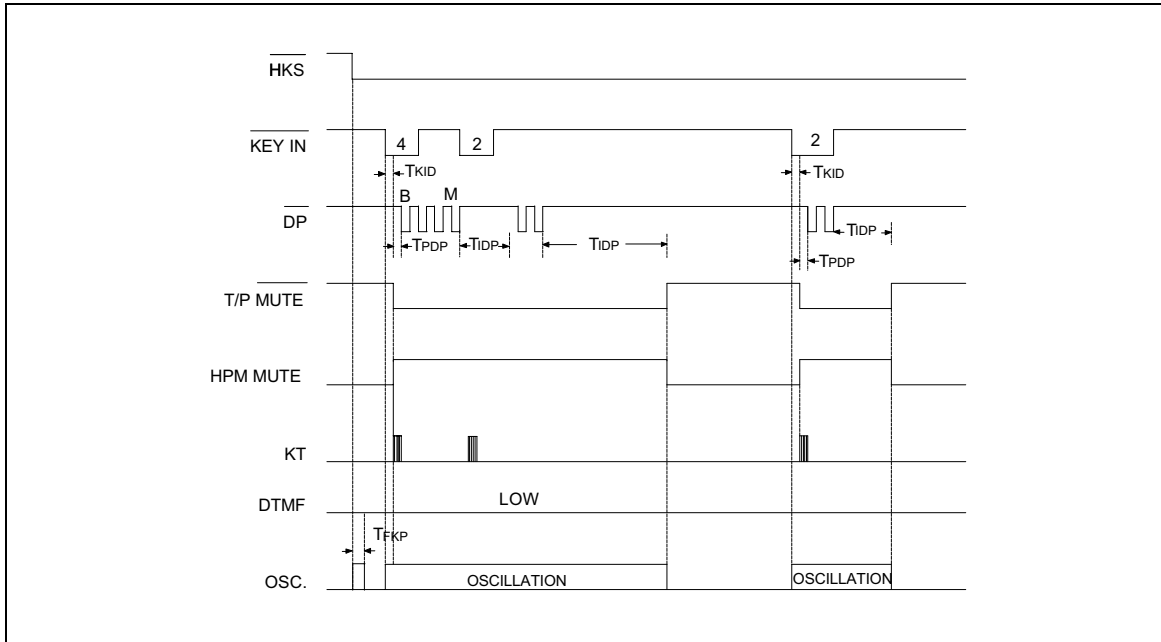 HKS
KEY IN
4
2
2
TKID
TKID
B
M
DP
TPDP
TIDP
TIDP
TIDP
TPDP
T/P MUTE
HPM MUTE
KT
DTMF
LOW
TFKP
OSC.
OSCILLATION
OSCILLATION